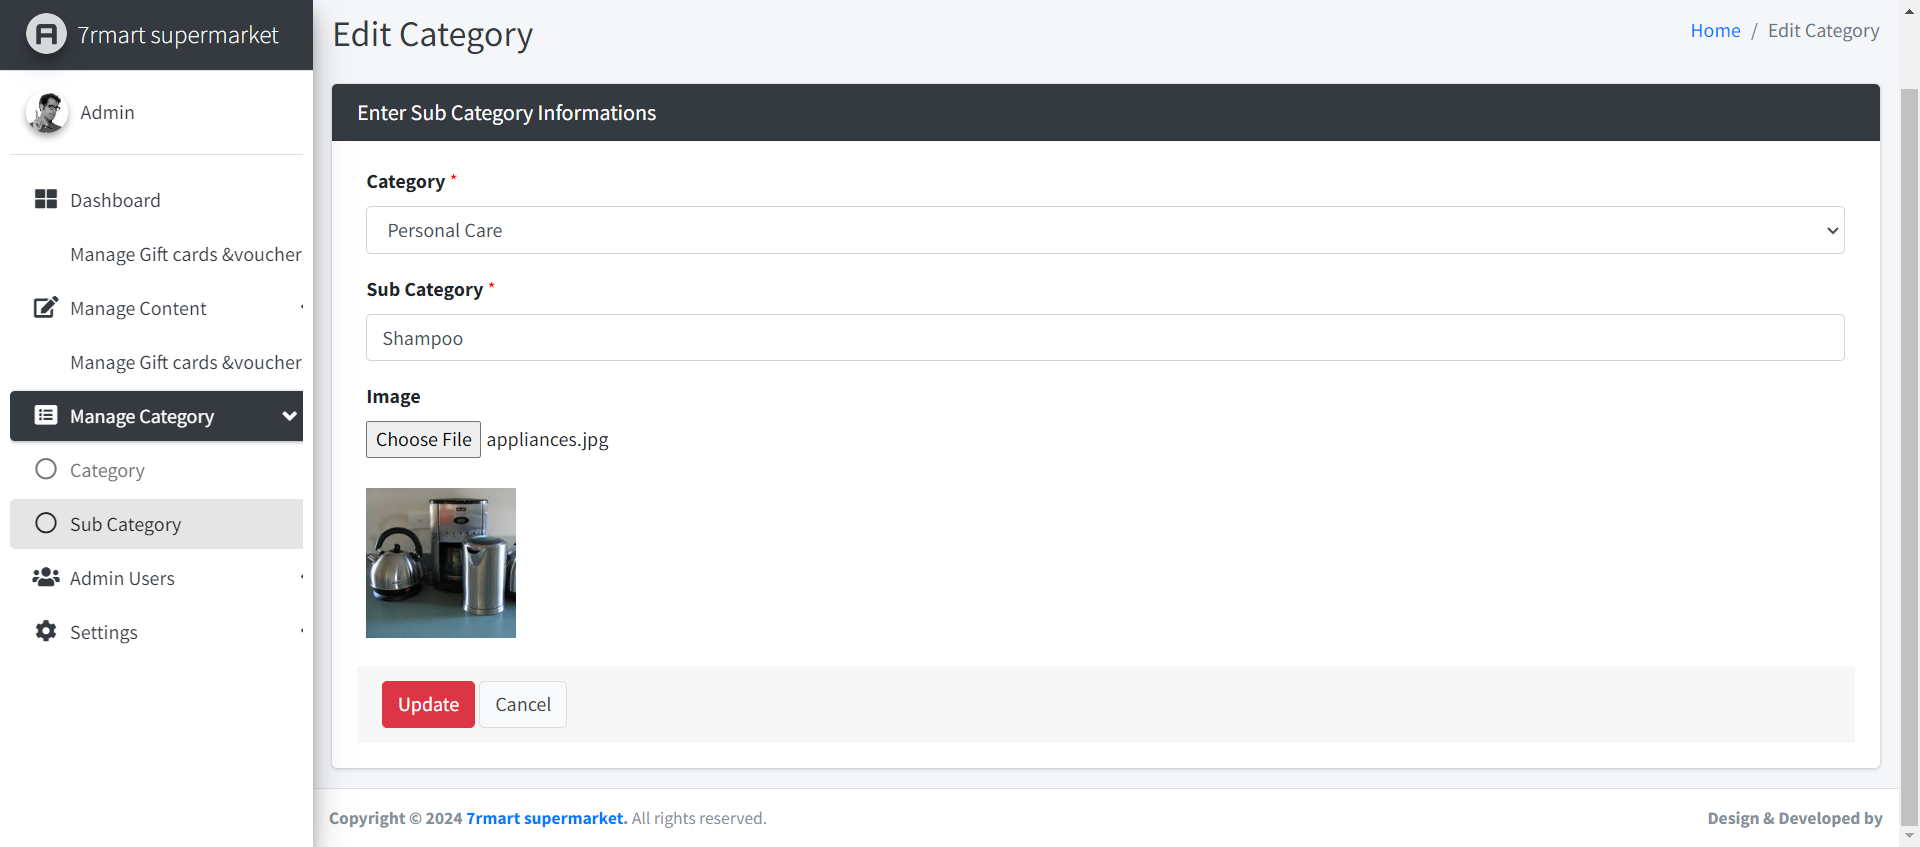 7rmart supermarket
Admin
Dashboard
Manage Gift cards &voucher
Manage Content
Manage Gift cards &voucher
Manage Category
Category
Sub Category
Admin Users
Settings
Edit Category
Home / Edit Category
Enter Sub Category Informations
Category *
Personal Care
Sub Category *
Shampoo
Image
Choose File appliances.jpg
Update Cancel
Copyright © 2024 7rmart supermarket. All rights reserved.
Design & Developed by